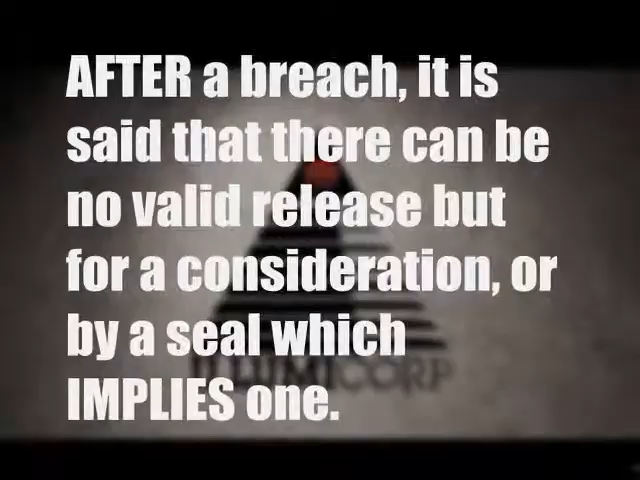 AFTER a breach, it is
said that there can be
no valid release but
for a consideration, or
by a seal which
IMPLIES one.
ILLUMICORP